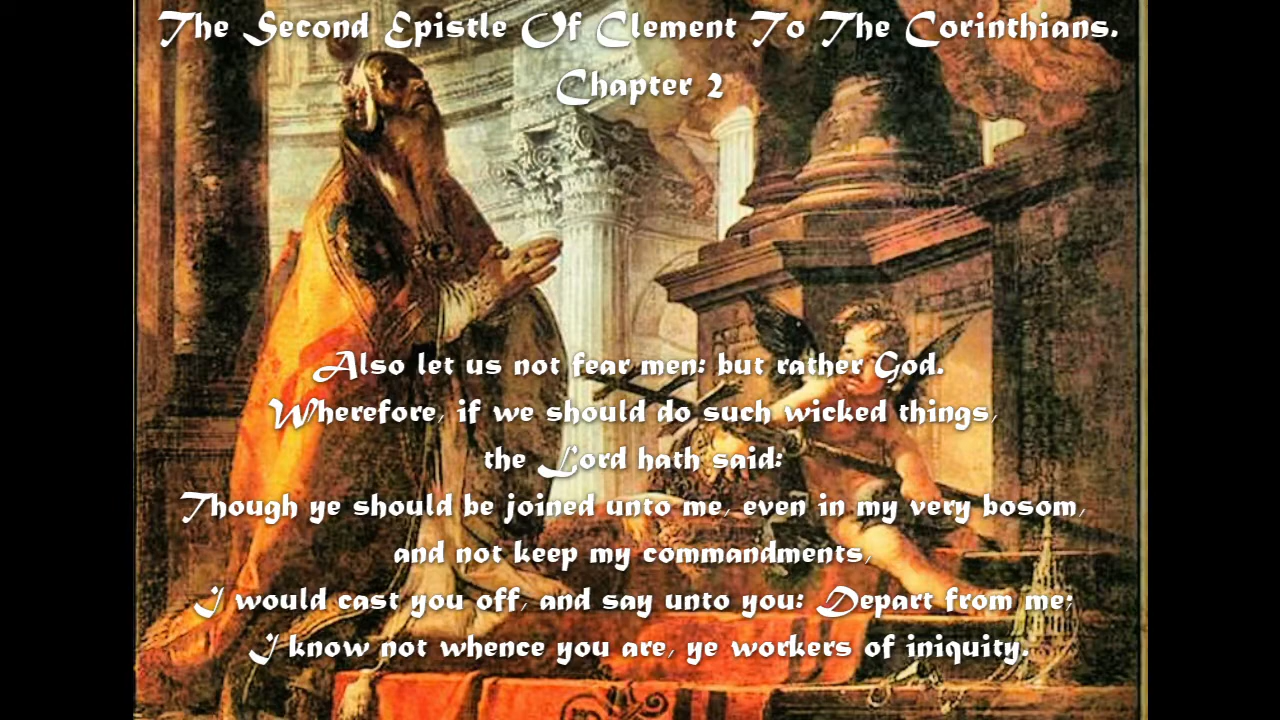 The Second Epistle Of Clement To The Corinthians.
Chapter 2
Also let us not fear men: but rather God.
Wherefore, if we should do such wicked things,
the Lord hath said:
Though ye should be joined unto me, even in my very bosom,
and not keep my commandments,
I would cast you off, and say unto you: Depart from me;
I know not whence you are, ye workers of iniquity.